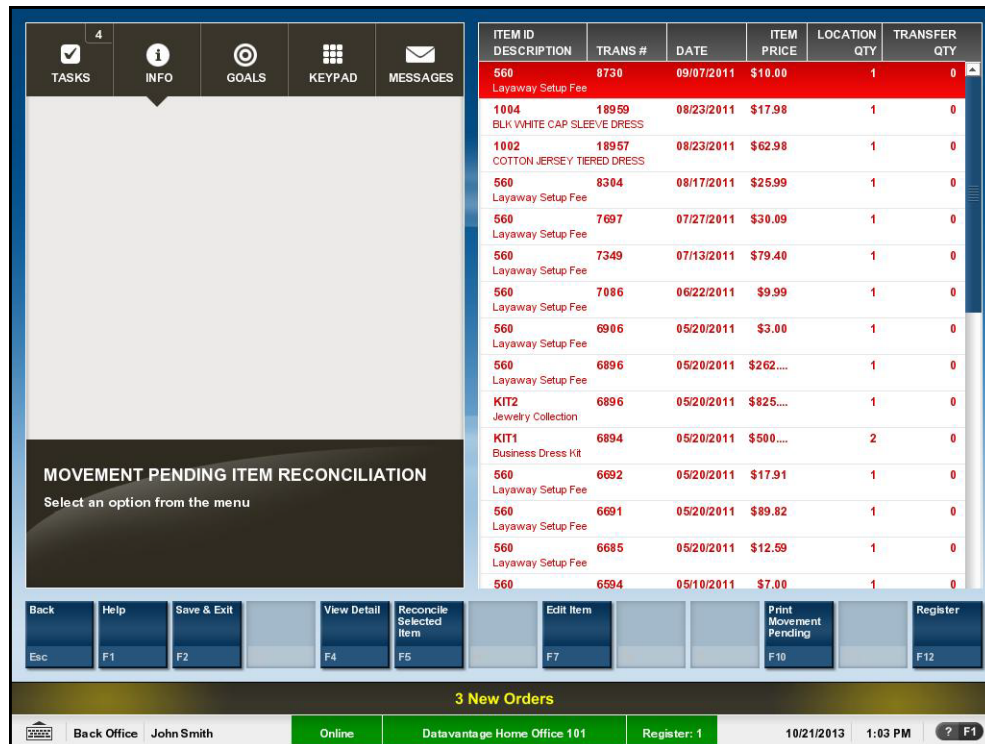 4
TASKS INFO GOALS KEYPAD MESSAGES
ITEM ID DESCRIPTION TRANS # DATE ITEM PRICE LOCATION QTY TRANSFER QTY
560 8730 09/07/2011 $10.00 1 0
Layaway Setup Fee
1004 18959 08/23/2011 $17.98 1 0
BLK WHITE CAP SLEEVE DRESS
1002 18957 08/23/2011 $62.98 1 0
COTTON JERSEY TIERED DRESS
560 8304 08/17/2011 $25.99 1 0
Layaway Setup Fee
560 7697 07/27/2011 $30.09 1 0
Layaway Setup Fee
560 7349 07/13/2011 $79.40 1 0
Layaway Setup Fee
560 7086 06/22/2011 $9.99 1 0
Layaway Setup Fee
560 6906 05/20/2011 $3.00 1 0
Layaway Setup Fee
560 6896 05/20/2011 $262.... 1 0
Layaway Setup Fee
KIT2 6896 05/20/2011 $825.... 1 0
Jewelry Collection
KIT1 6894 05/20/2011 $500.... 2 0
Business Dress Kit
560 6692 05/20/2011 $17.91 1 0
Layaway Setup Fee
560 6691 05/20/2011 $89.82 1 0
Layaway Setup Fee
560 6685 05/20/2011 $12.59 1 0
Layaway Setup Fee
560 6594 05/10/2011 $7.00 1 0
MOVEMENT PENDING ITEM RECONCILIATION
Select an option from the menu
Back Esc
Help F1
Save & Exit F2
View Detail F4
Reconcile Selected Item F5
Edit Item F7
Print Movement Pending F10
Register F12
3 New Orders
Back Office John Smith Online Datavantage Home Office 101 Register: 1 10/21/2013 1:03 PM ? F1